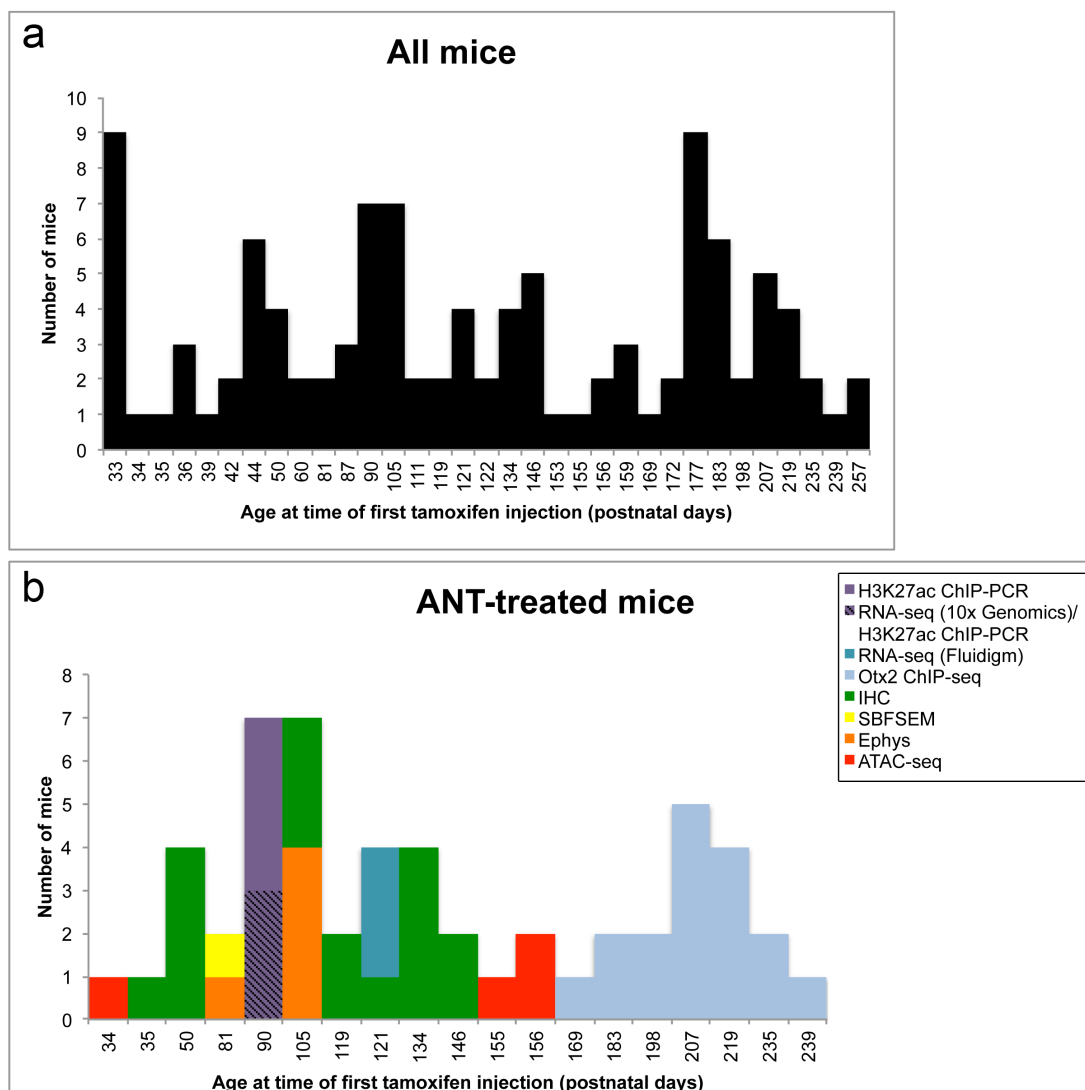 a
All mice
10
9
8
7
6
5
4
3
2
1
0
Number of mice
33 34 35 36 39 42 44 50 60 81 87 90 105 111 119 121 122 134 146 153 155 156 159 169 172 177 183 198 207 219 235 239 257
Age at time of first tamoxifen injection (postnatal days)
b
ANT-treated mice
H3K27ac ChIP-PCR
RNA-seq (10x Genomics)/
H3K27ac ChIP-PCR
RNA-seq (Fluidigm)
Otx2 ChIP-seq
IHC
SBFSEM
Ephys
ATAC-seq
8
7
6
5
4
3
2
1
0
Number of mice
34 35 50 81 90 105 119 121 134 146 155 156 169 183 198 207 219 235 239
Age at time of first tamoxifen injection (postnatal days)